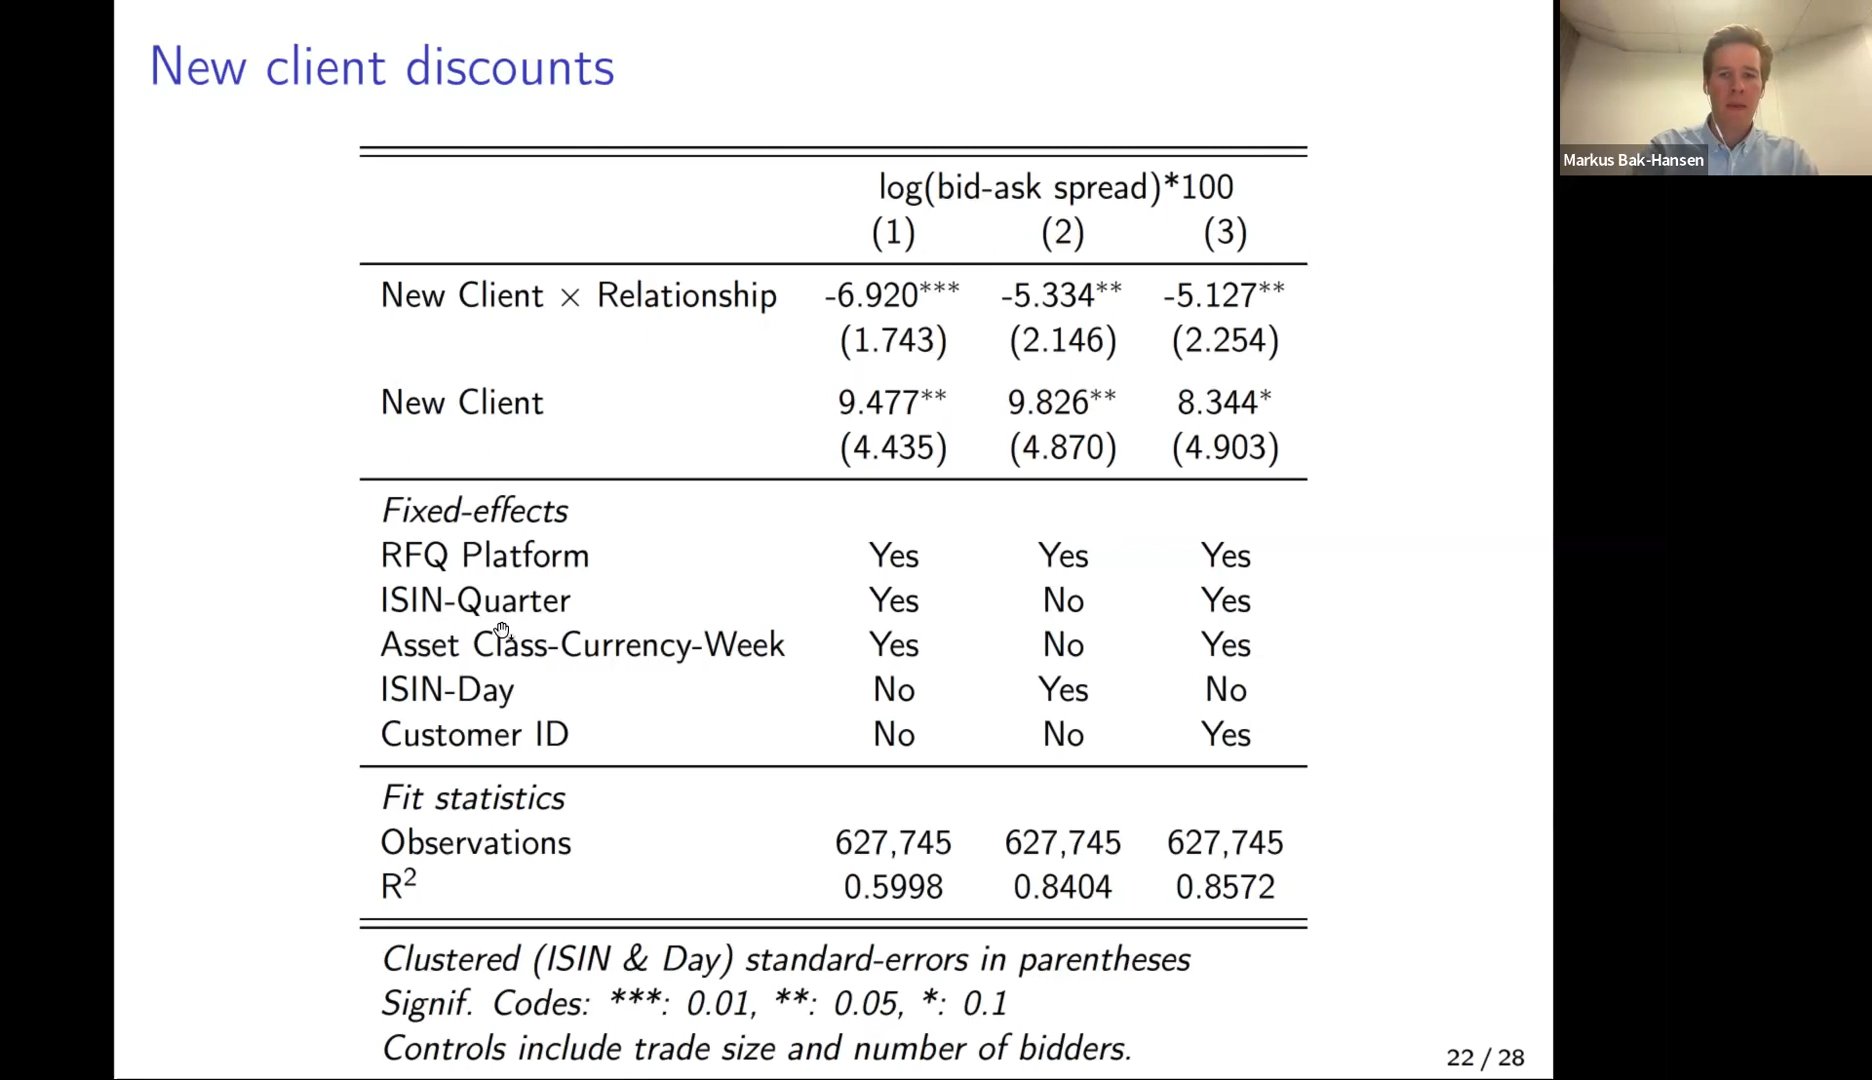 New client discounts
log(bid-ask spread)*100
(1) (2) (3)
New Client × Relationship -6.920*** -5.334** -5.127**
(1.743) (2.146) (2.254)
New Client 9.477** 9.826** 8.344*
(4.435) (4.870) (4.903)
Fixed-effects
RFQ Platform Yes Yes Yes
ISIN-Quarter Yes No Yes
Asset Class-Currency-Week Yes No Yes
ISIN-Day No Yes No
Customer ID No No Yes
Fit statistics
Observations 627,745 627,745 627,745
R² 0.5998 0.8404 0.8572
Clustered (ISIN & Day) standard-errors in parentheses
Signif. Codes: ***: 0.01, **: 0.05, *: 0.1
Controls include trade size and number of bidders.
22 / 28
Markus Bak-Hansen